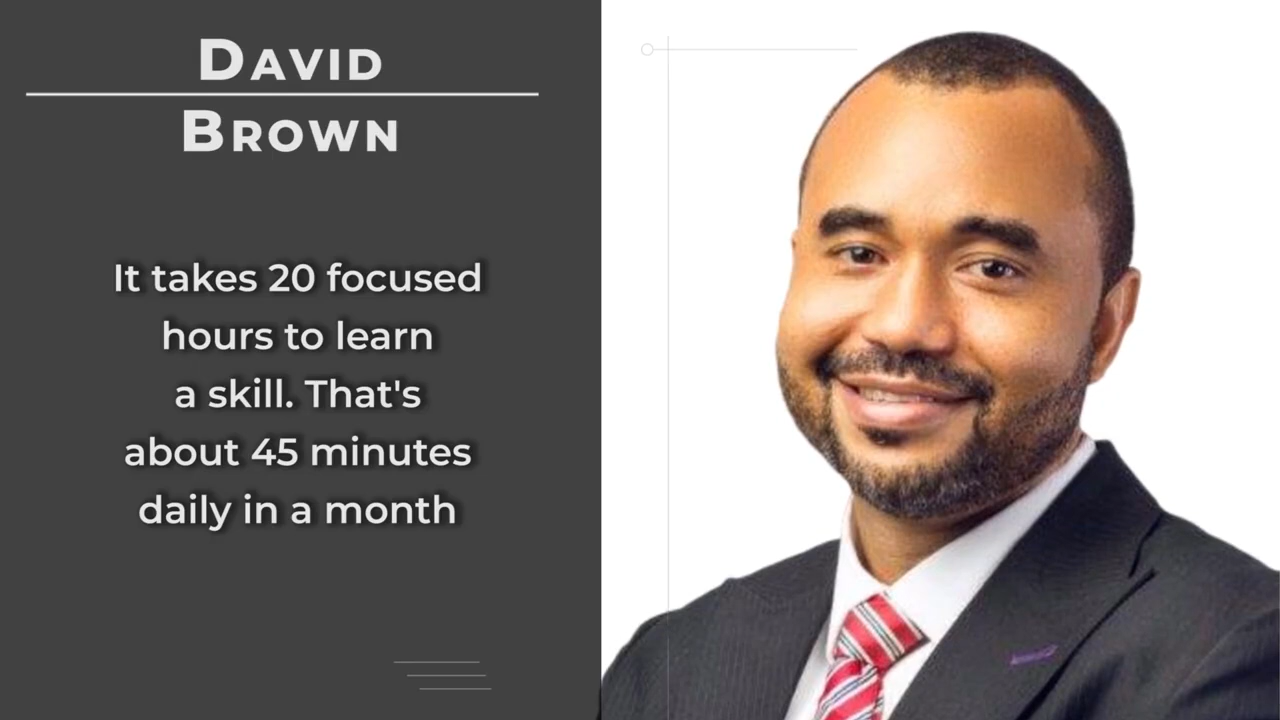 David
Brown
It takes 20 focused
hours to learn
a skill. That's
about 45 minutes
daily in a month